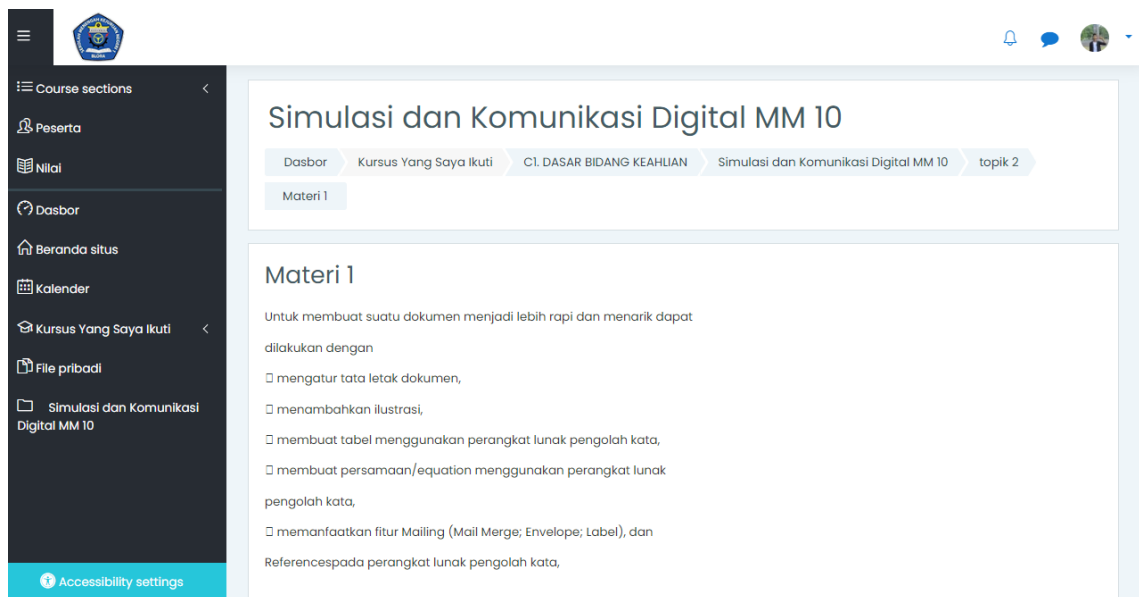 Course sections
Peserta
Nilai
Dasbor
Beranda situs
Kalender
Kursus Yang Saya Ikuti
File pribadi
Simulasi dan Komunikasi
Digital MM 10
Accessibility settings
Simulasi dan Komunikasi Digital MM 10
Dasbor Kursus Yang Saya Ikuti C1. DASAR BIDANG KEAHLIAN Simulasi dan Komunikasi Digital MM 10 topik 2
Materi 1
Materi 1
Untuk membuat suatu dokumen menjadi lebih rapi dan menarik dapat
dilakukan dengan
▯ mengatur tata letak dokumen,
▯ menambahkan ilustrasi,
▯ membuat tabel menggunakan perangkat lunak pengolah kata,
▯ membuat persamaan/equation menggunakan perangkat lunak
pengolah kata,
▯ memanfaatkan fitur Mailing (Mail Merge; Envelope; Label), dan
Referencespada perangkat lunak pengolah kata,